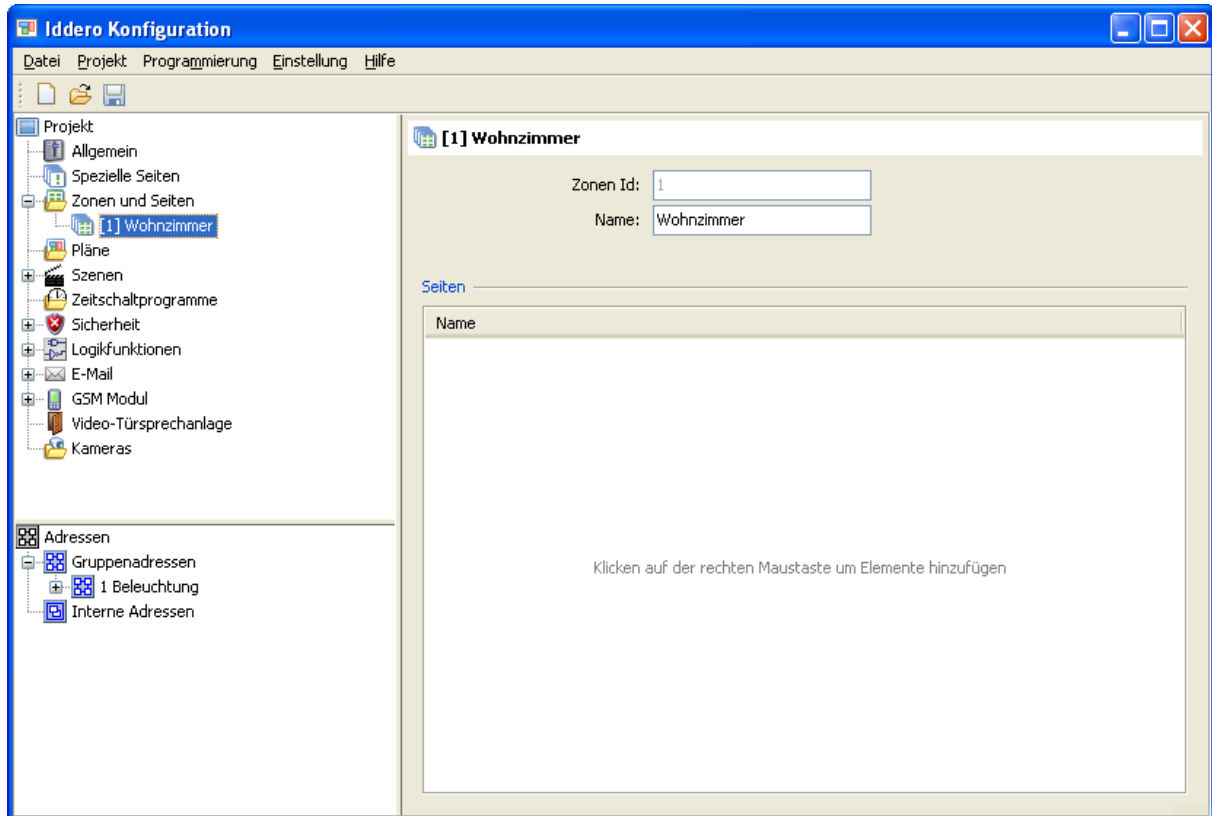 Iddero Konfiguration
Datei Projekt Programmierung Einstellung Hilfe
Projekt
Allgemein
Spezielle Seiten
Zonen und Seiten
[1] Wohnzimmer
Pläne
Szenen
Zeitschaltprogramme
Sicherheit
Logikfunktionen
E-Mail
GSM Modul
Video-Türsprechanlage
Kameras
Adressen
Gruppenadressen
1 Beleuchtung
Interne Adressen
[1] Wohnzimmer
Zonen Id: 1
Name: Wohnzimmer
Seiten
Name
Klicken auf der rechten Maustaste um Elemente hinzufügen